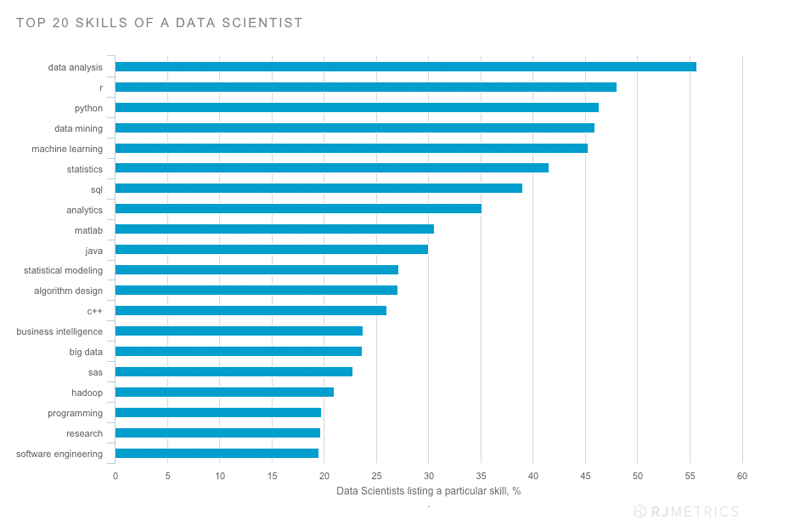 TOP 20 SKILLS OF A DATA SCIENTIST
data analysis
r
python
data mining
machine learning
statistics
sql
analytics
matlab
java
statistical modeling
algorithm design
c++
business intelligence
big data
sas
hadoop
programming
research
software engineering
0 5 10 15 20 25 30 35 40 45 50 55 60
Data Scientists listing a particular skill, %
RJMETRICS